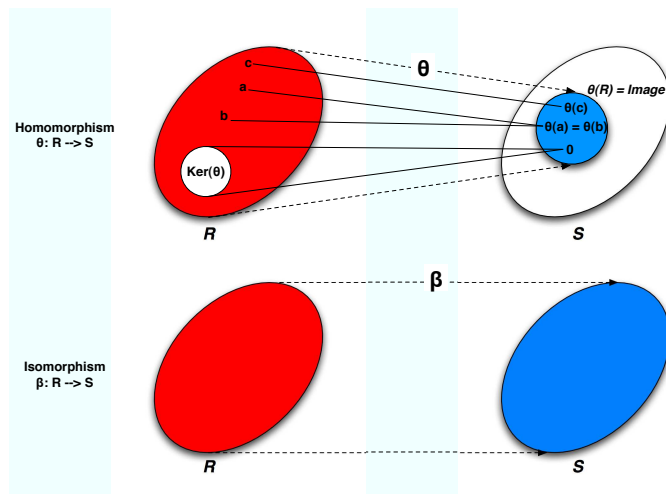 θ
θ(R) = Image
c
a
b
θ(c)
θ(a) = θ(b)
0
Homomorphism
θ: R --> S
Ker(θ)
R
S
β
Isomorphism
β: R --> S
R
S